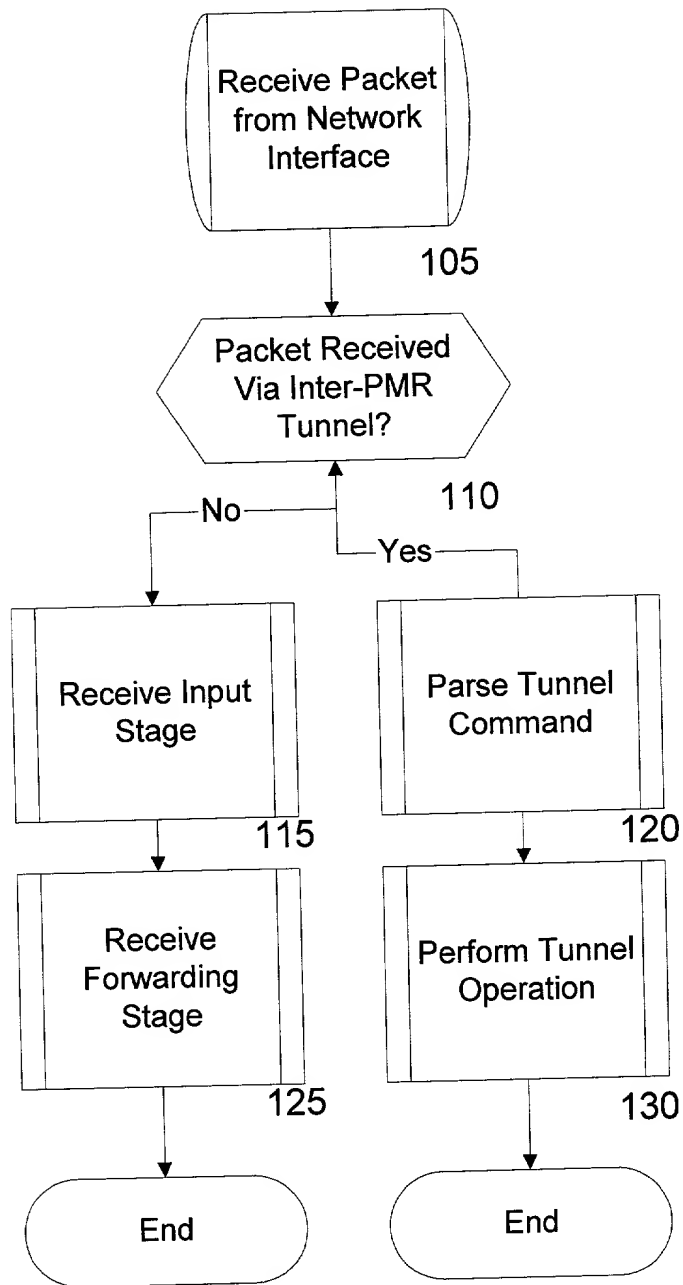 Receive Packet
from Network
Interface
105
Packet Received
Via Inter-PMR
Tunnel?
110
No
Yes
Receive Input
Stage
115
Parse Tunnel
Command
120
Receive
Forwarding
Stage
125
Perform Tunnel
Operation
130
End
End